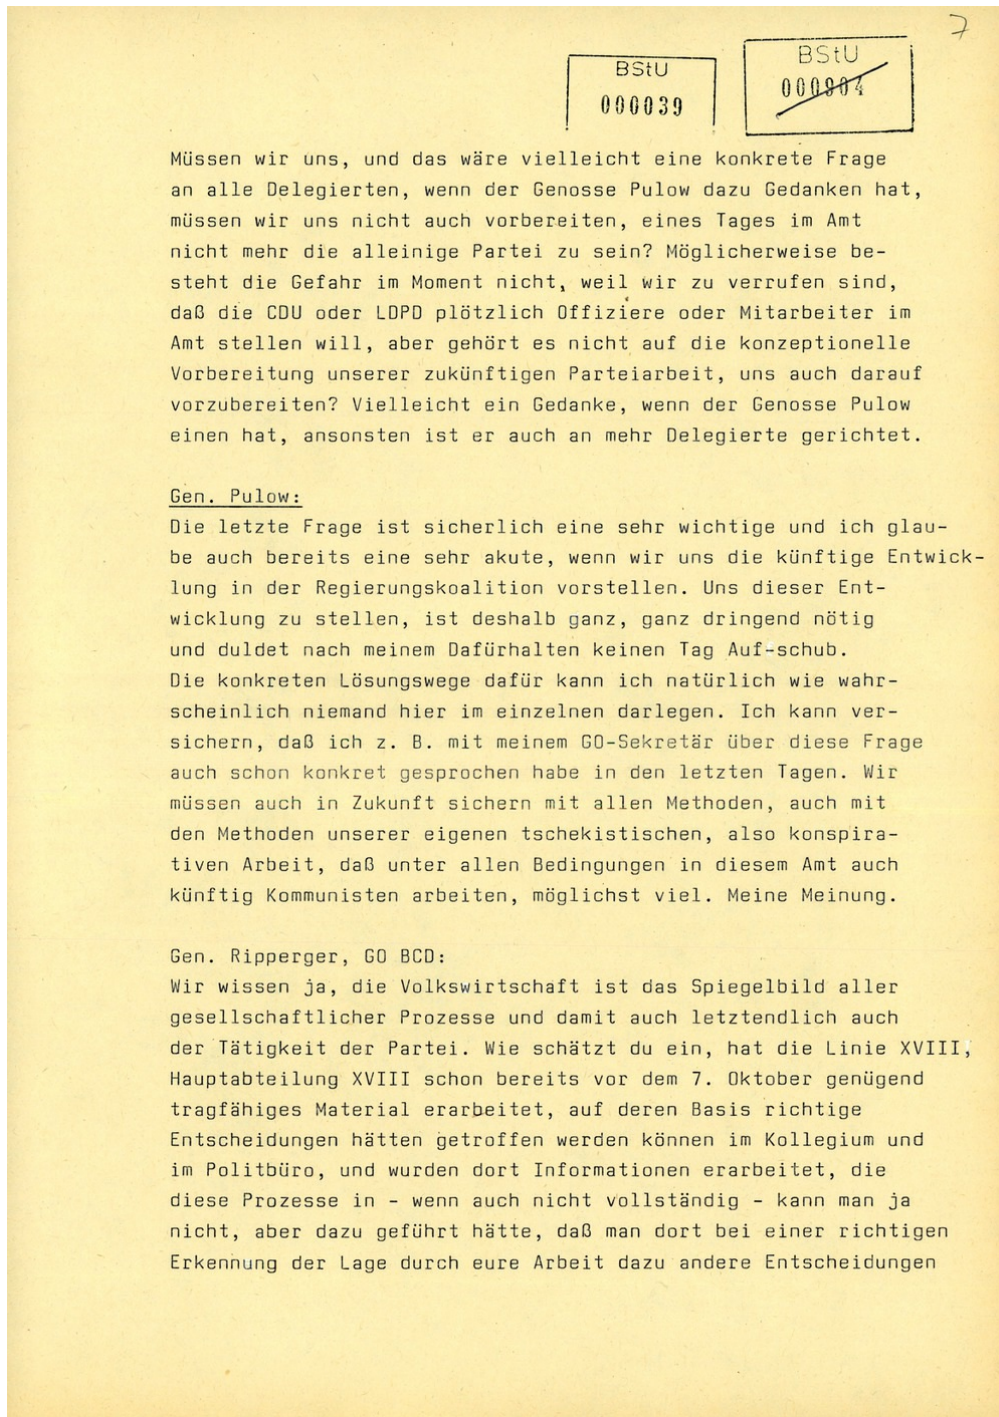 7
BStU
000039
BStU
000904
Müssen wir uns, und das wäre vielleicht eine konkrete Frage
an alle Delegierten, wenn der Genosse Pulow dazu Gedanken hat,
müssen wir uns nicht auch vorbereiten, eines Tages im Amt
nicht mehr die alleinige Partei zu sein? Möglicherweise be-
steht die Gefahr im Moment nicht, weil wir zu verrufen sind,
daß die CDU oder LDPD plötzlich Offiziere oder Mitarbeiter im
Amt stellen will, aber gehört es nicht auf die konzeptionelle
Vorbereitung unserer zukünftigen Parteiarbeit, uns auch darauf
vorzubereiten? Vielleicht ein Gedanke, wenn der Genosse Pulow
einen hat, ansonsten ist er auch an mehr Delegierte gerichtet.
Gen. Pulow:
Die letzte Frage ist sicherlich eine sehr wichtige und ich glau-
be auch bereits eine sehr akute, wenn wir uns die künftige Entwick-
lung in der Regierungskoalition vorstellen. Uns dieser Ent-
wicklung zu stellen, ist deshalb ganz, ganz dringend nötig
und duldet nach meinem Dafürhalten keinen Tag Auf-schub.
Die konkreten Lösungswege dafür kann ich natürlich wie wahr-
scheinlich niemand hier im einzelnen darlegen. Ich kann ver-
sichern, daß ich z. B. mit meinem GO-Sekretär über diese Frage
auch schon konkret gesprochen habe in den letzten Tagen. Wir
müssen auch in Zukunft sichern mit allen Methoden, auch mit
den Methoden unserer eigenen tschekistischen, also konspira-
tiven Arbeit, daß unter allen Bedingungen in diesem Amt auch
künftig Kommunisten arbeiten, möglichst viel. Meine Meinung.
Gen. Ripperger, GO BCD:
Wir wissen ja, die Volkswirtschaft ist das Spiegelbild aller
gesellschaftlicher Prozesse und damit auch letztendlich auch
der Tätigkeit der Partei. Wie schätzt du ein, hat die Linie XVIII,
Hauptabteilung XVIII schon bereits vor dem 7. Oktober genügend
tragfähiges Material erarbeitet, auf deren Basis richtige
Entscheidungen hätten getroffen werden können im Kollegium und
im Politbüro, und wurden dort Informationen erarbeitet, die
diese Prozesse in - wenn auch nicht vollständig - kann man ja
nicht, aber dazu geführt hätte, daß man dort bei einer richtigen
Erkennung der Lage durch eure Arbeit dazu andere Entscheidungen